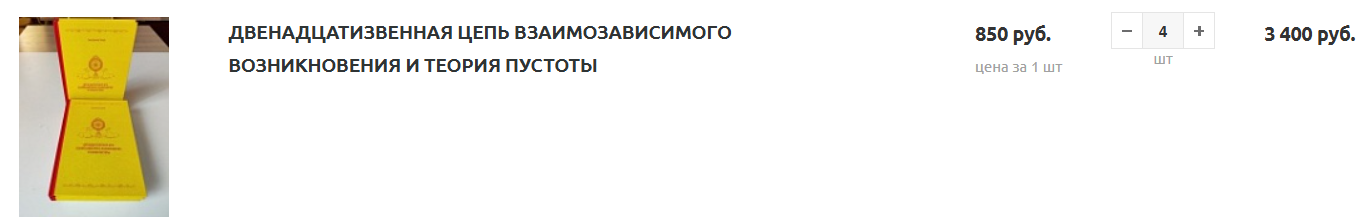 ДВЕНАДЦАТИЗВЕННАЯ ЦЕПЬ ВЗАИМОЗАВИСИМОГО
ВОЗНИКНОВЕНИЯ И ТЕОРИЯ ПУСТОТЫ
850 руб.
цена за 1 шт
− 4 +
шт
3 400 руб.